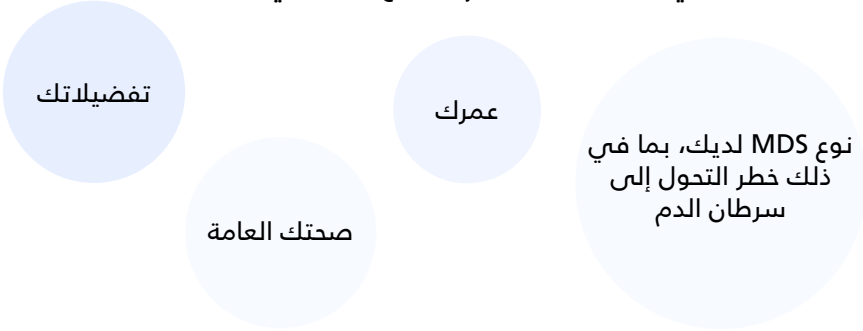 نوع MDS لديك، بما في
ذلك خطر التحول إلى
سرطان الدم
عمرك
صحتك العامة
تفضيلاتك